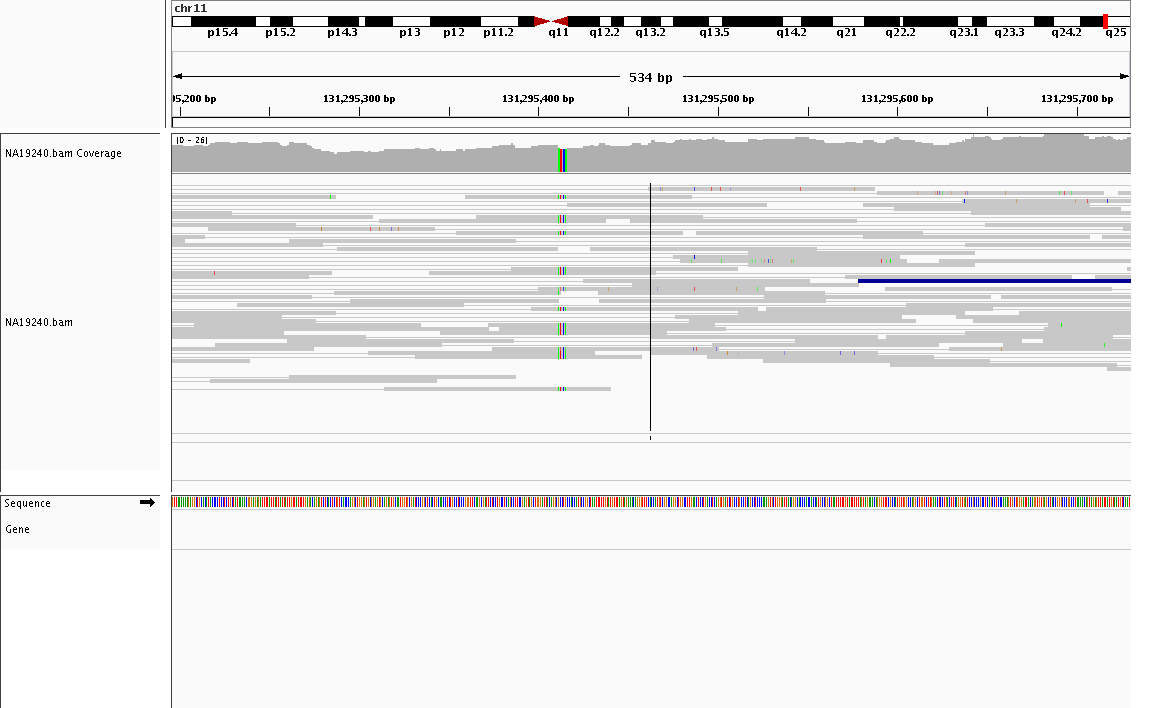 chr11
p15.4 p15.2 p14.3 p13 p12 p11.2 q11 q12.2 q13.2 q13.5 q14.2 q21 q22.2 q23.1 q23.3 q24.2 q25
534 bp
95,200 bp 131,295,300 bp 131,295,400 bp 131,295,500 bp 131,295,600 bp 131,295,700 bp
[0 - 26]
NA19240.bam Coverage
NA19240.bam
Sequence
Gene